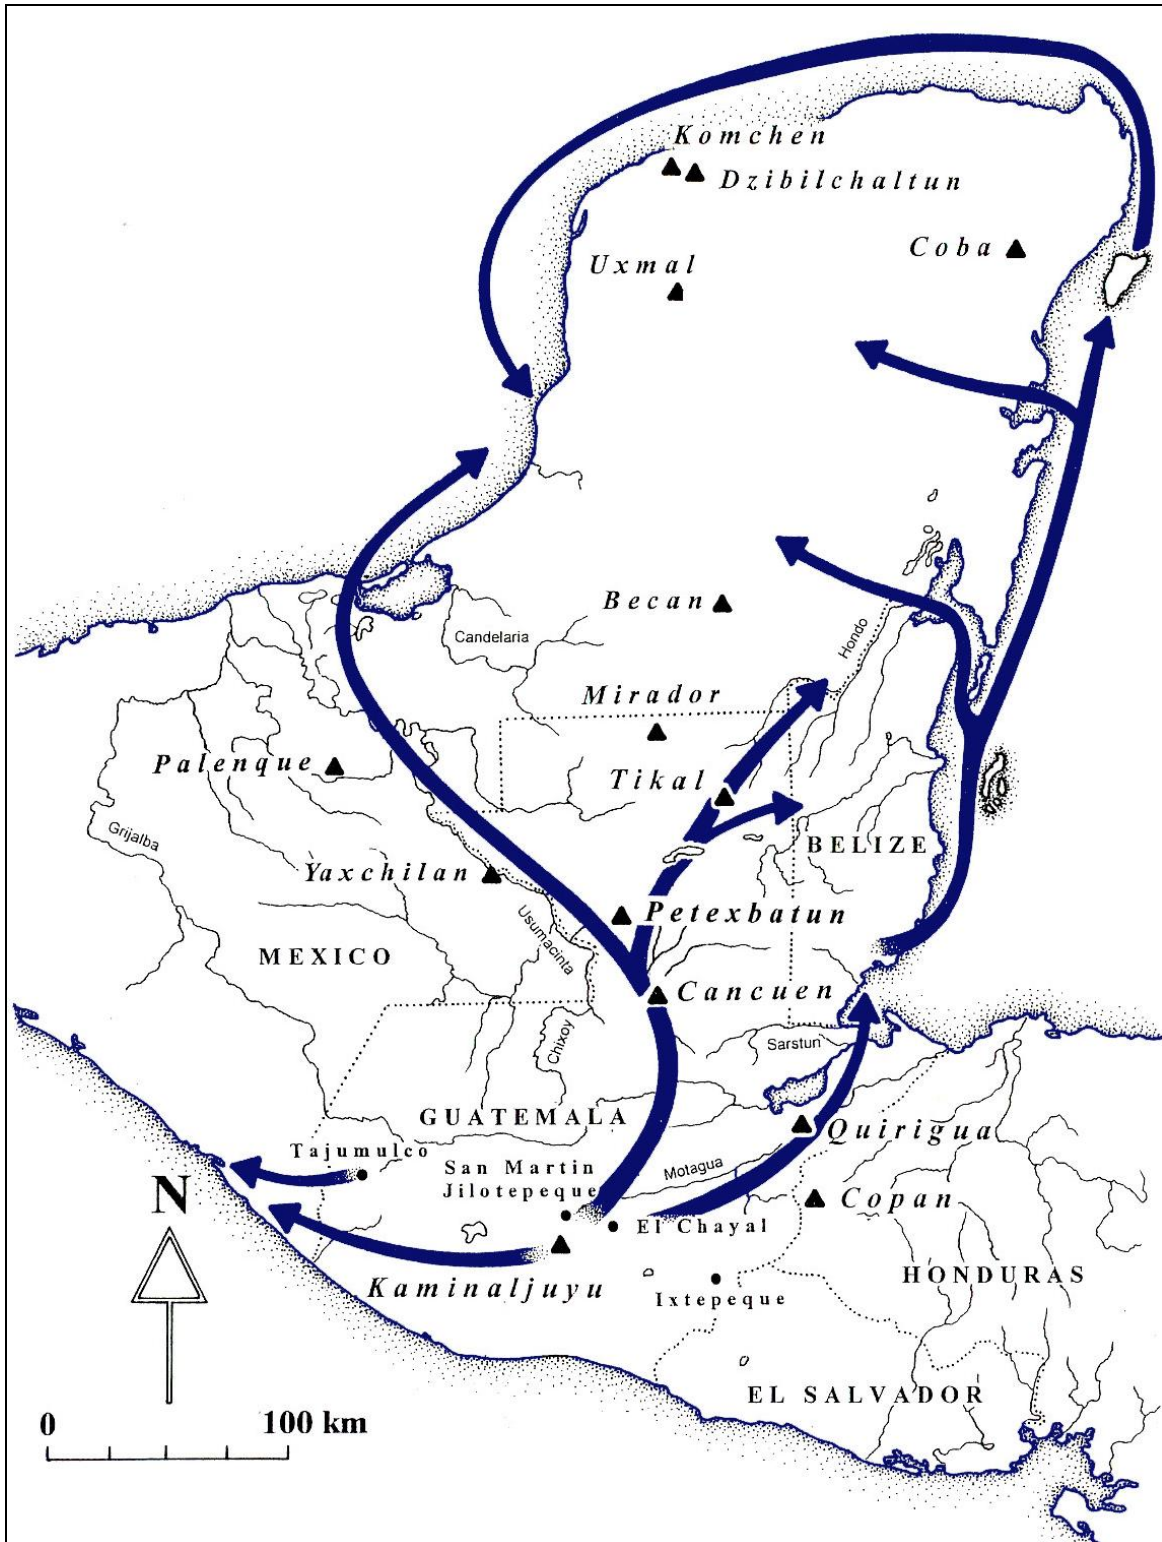 Komchen
Dzibilchaltun
Coba
Uxmal
Becan
Candelaria
Hondo
Mirador
Palenque
Tikal
Grijalba
BELIZE
Yaxchilan
Petexbatun
Usumacinta
MEXICO
Cancuen
Chixoy
Sarstun
GUATEMALA
Quirigua
Tajumulco
San Martin
Jilotepeque
Motagua
Copan
El Chayal
N
Kaminaljuyu
HONDURAS
Ixtepeque
EL SALVADOR
0 100 km